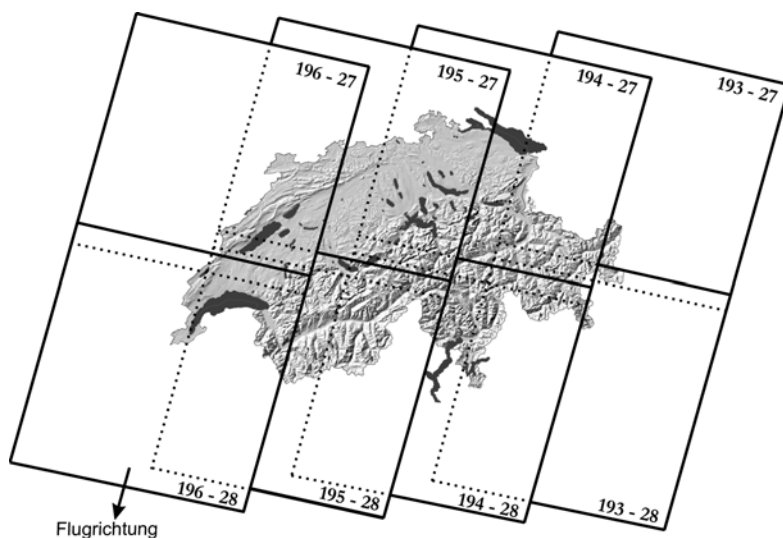 196 - 27
195 - 27
194 - 27
193 - 27
196 - 28
195 - 28
194 - 28
193 - 28
Flugrichtung